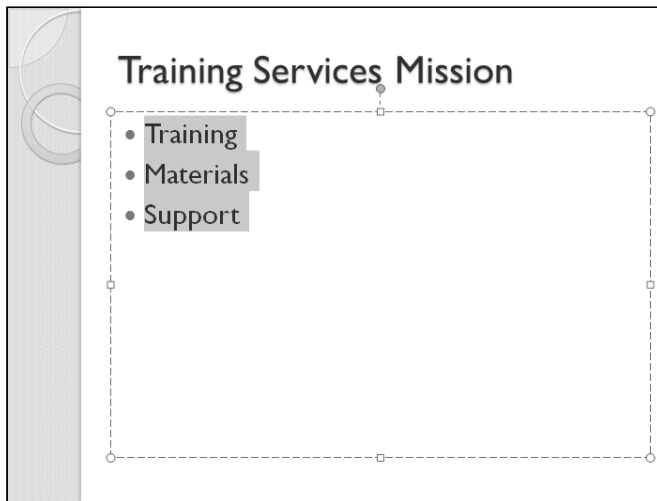 Training Services Mission
• Training
• Materials
• Support